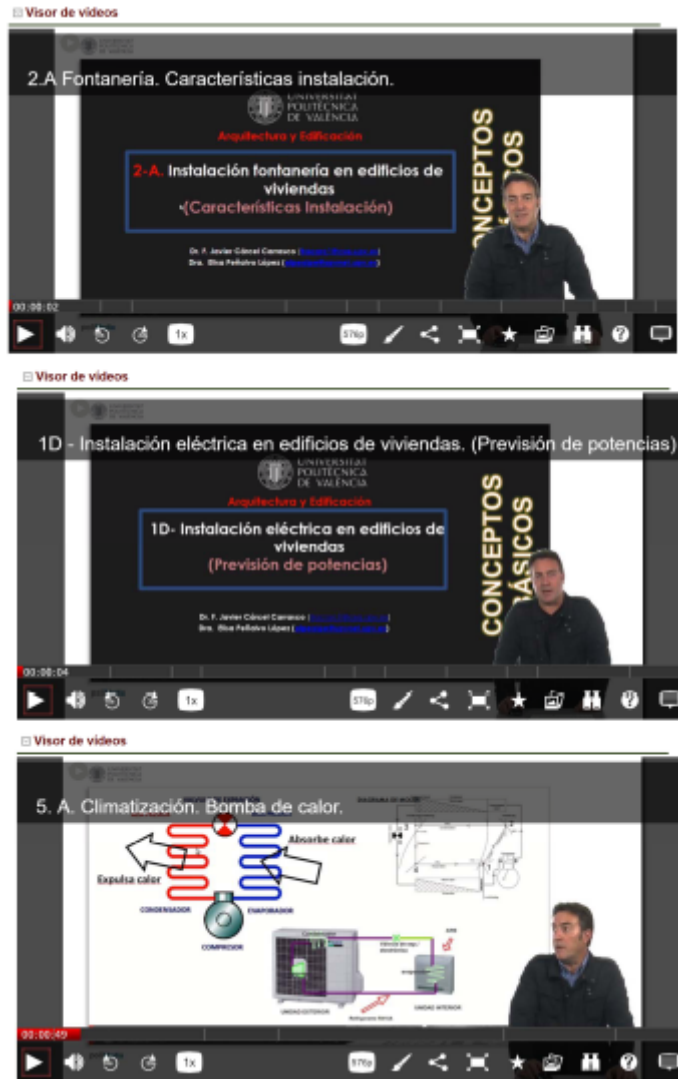 Visor de vídeos
2.A Fontanería. Características instalación.
UNIVERSITAT
POLITÈCNICA
DE VALÈNCIA
Arquitectura y Edificación
2-A. Instalación fontanería en edificios de
viviendas
(Características Instalación)
CONCEPTOS
Dr. F. Javier Cárcel Carrasco
Dra. Elisa Peñalvo López
00:00:02
1x
576p
Visor de vídeos
1D - Instalación eléctrica en edificios de viviendas. (Previsión de potencias)
UNIVERSITAT
POLITÈCNICA
DE VALÈNCIA
Arquitectura y Edificación
1D- Instalación eléctrica en edificios de
viviendas
(Previsión de potencias)
CONCEPTOS
BÁSICOS
Dr. F. Javier Cárcel Carrasco
Dra. Elisa Peñalvo López
00:00:04
1x
576p
Visor de vídeos
5. A. Climatización. Bomba de calor.
Absorbe calor
Expulsa calor
CONDENSADOR
EVAPORADOR
COMPRESOR
Condensador
UNIDAD EXTERIOR
UNIDAD INTERIOR
00:00:49
1x
576p